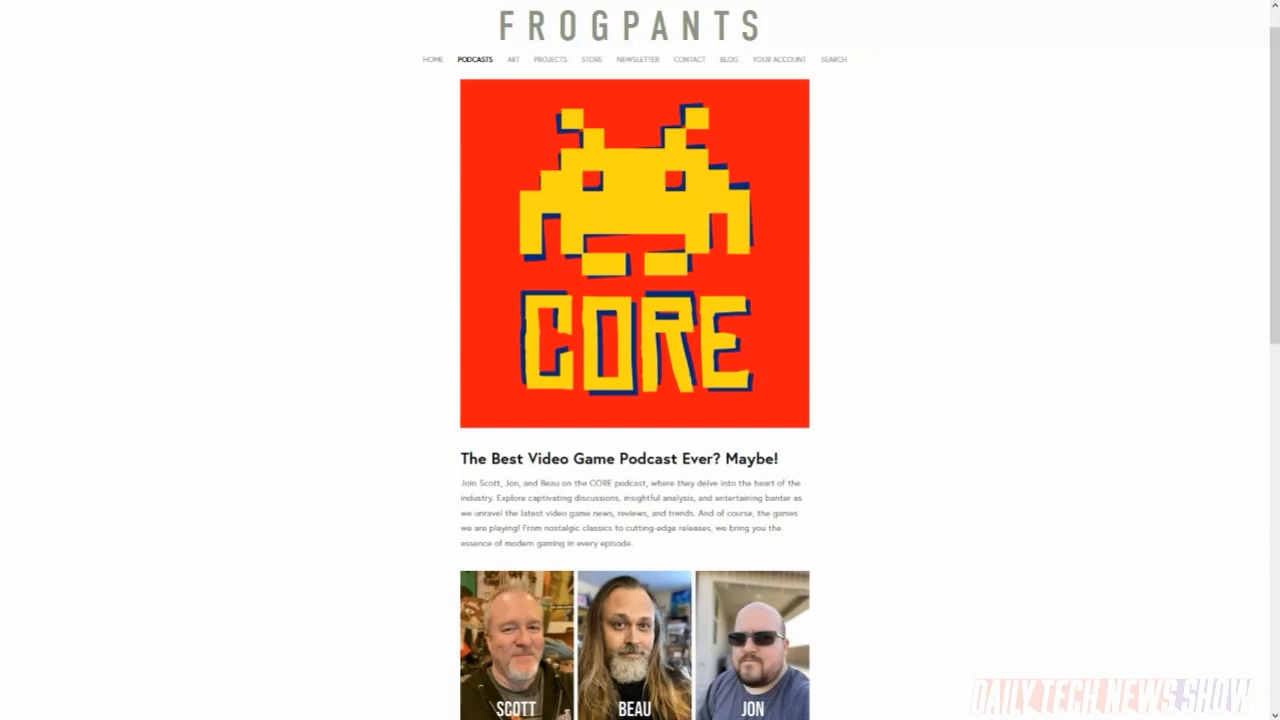 FROGPANTS
HOME PODCASTS ART PROJECTS STORE NEWSLETTER CONTACT BLOG YOUR ACCOUNT SEARCH
CORE
The Best Video Game Podcast Ever? Maybe!
Join Scott, Jon, and Beau on the CORE podcast, where they delve into the heart of the
industry. Explore captivating discussions, insightful analysis, and entertaining banter as
we unravel the latest video game news, reviews, and trends. And of course, the games
we are playing! From nostalgic classics to cutting-edge releases, we bring you the
essence of modern gaming in every episode.
SCOTT BEAU JON
DAILY TECH NEWS SHOW